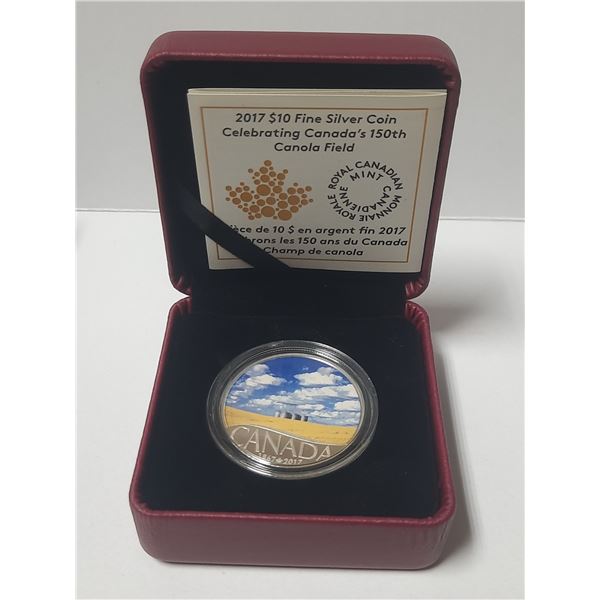 2017 $10 Fine Silver Coin
Celebrating Canada's 150th
Canola Field
ROYAL CANADIAN MINT
MONNAIE ROYALE CANADIENNE
de 10 $ en argent fin 2017
les 150 ans du Canada
Champ de canola
CANADA
2017